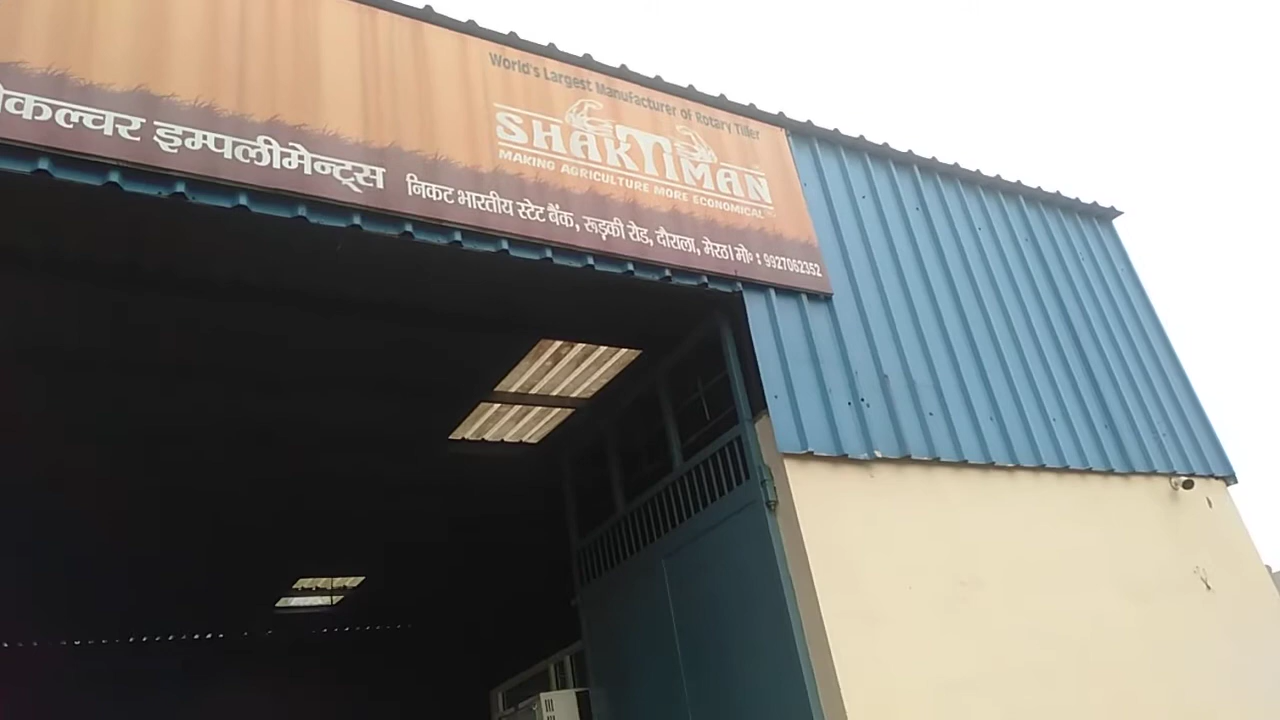 World's Largest Manufacturer of Rotary Tiller
SHAKTIMAN
MAKING AGRICULTURE MORE ECONOMICAL
कल्चर इम्पलीमेन्ट्स
निकट भारतीय स्टेट बैंक, रूड़की रोड, दौराला, मेरठ। मो० : 9927062352